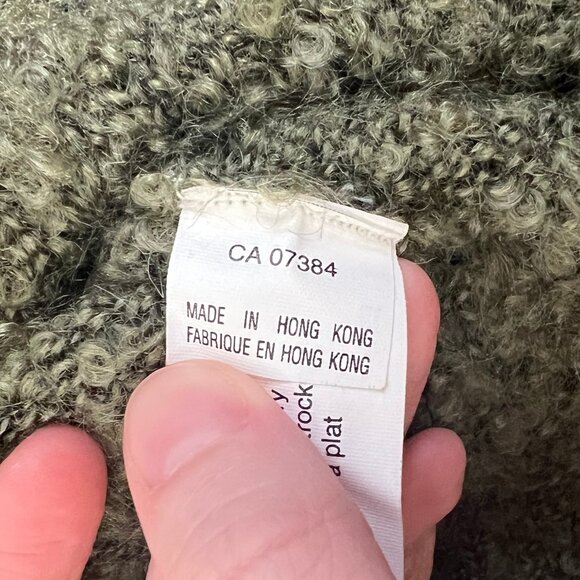 CA 07384
MADE IN HONG KONG
FABRIQUE EN HONG KONG
plat